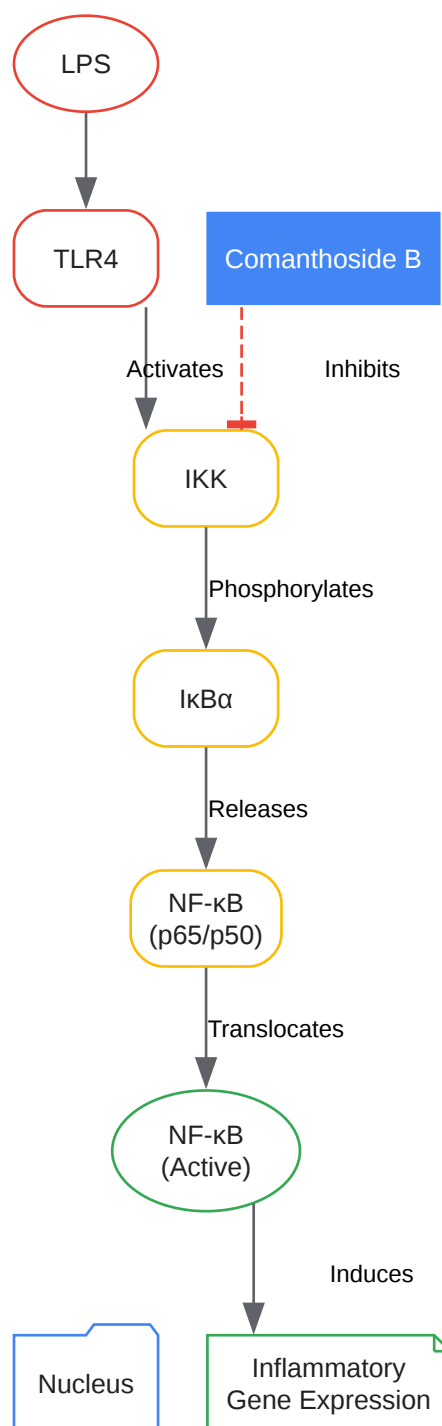 LPS
TLR4
Comanthoside B
Activates
Inhibits
IKK
Phosphorylates
IκBα
Releases
NF-κB
(p65/p50)
Translocates
NF-κB
(Active)
Induces
Nucleus
Inflammatory
Gene Expression